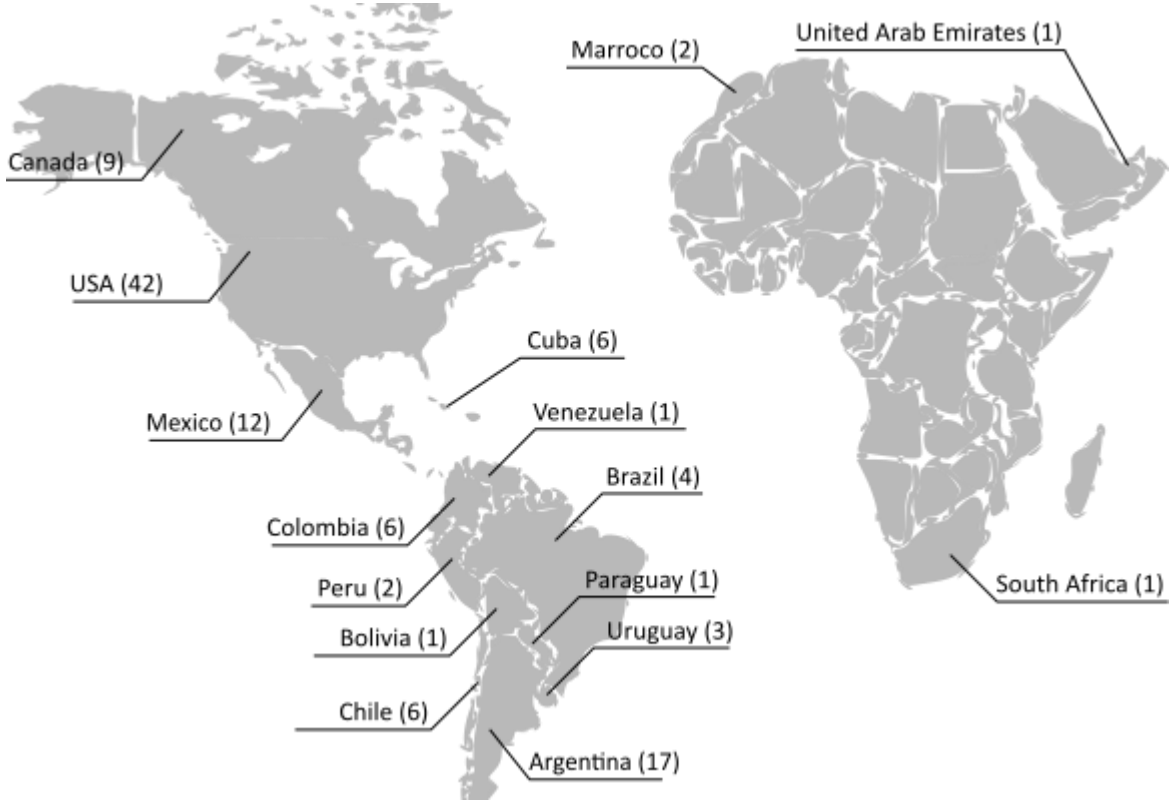 United Arab Emirates (1)
Marroco (2)
Canada (9)
USA (42)
Cuba (6)
Mexico (12)
Venezuela (1)
Brazil (4)
Colombia (6)
Peru (2)
Paraguay (1)
South Africa (1)
Bolivia (1)
Uruguay (3)
Chile (6)
Argentina (17)